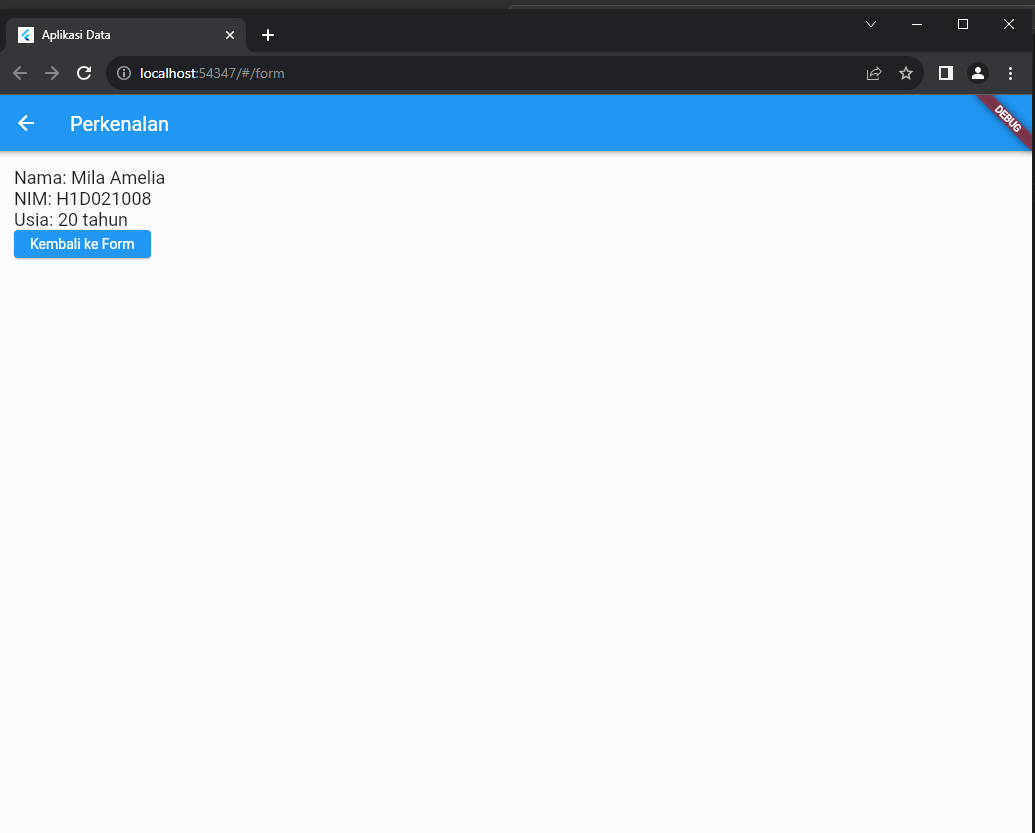 Aplikasi Data
localhost:54347/#/form
Perkenalan
DEBUG
Nama: Mila Amelia
NIM: H1D021008
Usia: 20 tahun
Kembali ke Form